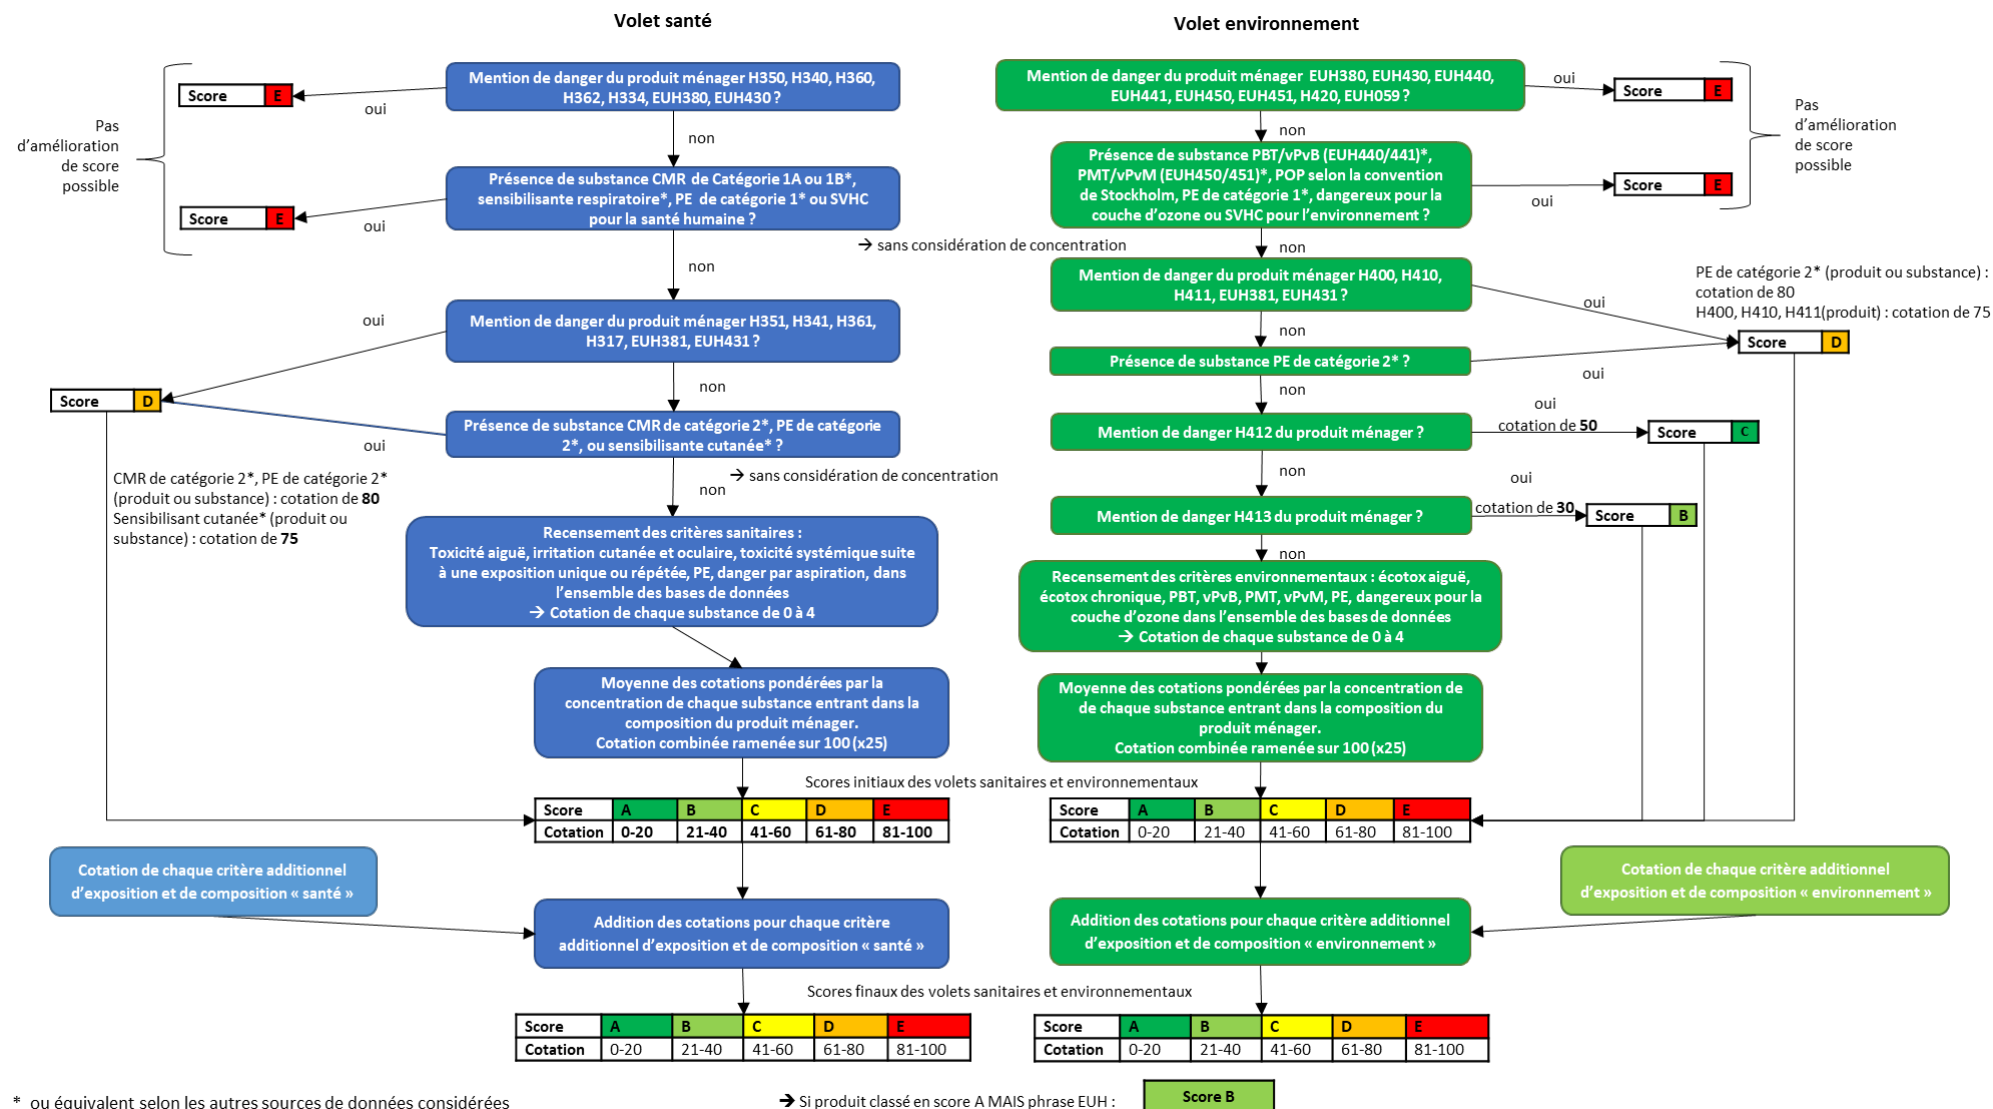 Volet santé
Mention de danger du produit ménager H350, H340, H360,
H362, H334, EUH380, EUH430 ?
oui
Score E
non
Présence de substance CMR de Catégorie 1A ou 1B*,
sensibilisante respiratoire*, PE de catégorie 1* ou SVHC
pour la santé humaine ?
oui
Score E
Pas
d'amélioration
de score
possible
→ sans considération de concentration
non
Mention de danger du produit ménager H351, H341, H361,
H317, EUH381, EUH431 ?
oui
Score D
non
Présence de substance CMR de catégorie 2*, PE de catégorie
2*, ou sensibilisante cutanée* ?
oui
CMR de catégorie 2*, PE de catégorie 2*
(produit ou substance) : cotation de 80
Sensibilisant cutanée* (produit ou
substance) : cotation de 75
→ sans considération de concentration
non
Recensement des critères sanitaires :
Toxicité aiguë, irritation cutanée et oculaire, toxicité systémique suite
à une exposition unique ou répétée, PE, danger par aspiration, dans
l'ensemble des bases de données
→ Cotation de chaque substance de 0 à 4
Moyenne des cotations pondérées par la
concentration de chaque substance entrant dans la
composition du produit ménager.
Cotation combinée ramenée sur 100 (x25)
Volet environnement
Mention de danger du produit ménager EUH380, EUH430, EUH440,
EUH441, EUH450, EUH451, H420, EUH059 ?
oui
Score E
non
Présence de substance PBT/vPvB (EUH440/441)*,
PMT/vPvM (EUH450/451)*, POP selon la convention
de Stockholm, PE de catégorie 1*, dangereux pour la
couche d'ozone ou SVHC pour l'environnement ?
oui
Score E
Pas
d'amélioration
de score
possible
non
Mention de danger du produit ménager H400, H410,
H411, EUH381, EUH431 ?
oui
PE de catégorie 2* (produit ou substance) :
cotation de 80
H400, H410, H411(produit) : cotation de 75
Score D
non
Présence de substance PE de catégorie 2* ?
oui
non
Mention de danger H412 du produit ménager ?
oui
cotation de 50
Score C
non
Mention de danger H413 du produit ménager ?
oui
cotation de 30
Score B
non
Recensement des critères environnementaux : écotox aiguë,
écotox chronique, PBT, vPvB, PMT, vPvM, PE, dangereux pour la
couche d'ozone dans l'ensemble des bases de données
→ Cotation de chaque substance de 0 à 4
Moyenne des cotations pondérées par la concentration de
de chaque substance entrant dans la composition du
produit ménager.
Cotation combinée ramenée sur 100 (x25)
Scores initiaux des volets sanitaires et environnementaux
Score A B C D E
Cotation 0-20 21-40 41-60 61-80 81-100
Score A B C D E
Cotation 0-20 21-40 41-60 61-80 81-100
Cotation de chaque critère additionnel
d'exposition et de composition « santé »
Addition des cotations pour chaque critère
additionnel d'exposition et de composition « santé »
Addition des cotations pour chaque critère additionnel
d'exposition et de composition « environnement »
Cotation de chaque critère additionnel
d'exposition et de composition « environnement »
Scores finaux des volets sanitaires et environnementaux
Score A B C D E
Cotation 0-20 21-40 41-60 61-80 81-100
Score A B C D E
Cotation 0-20 21-40 41-60 61-80 81-100
* ou équivalent selon les autres sources de données considérées
→ Si produit classé en score A MAIS phrase EUH :
Score B